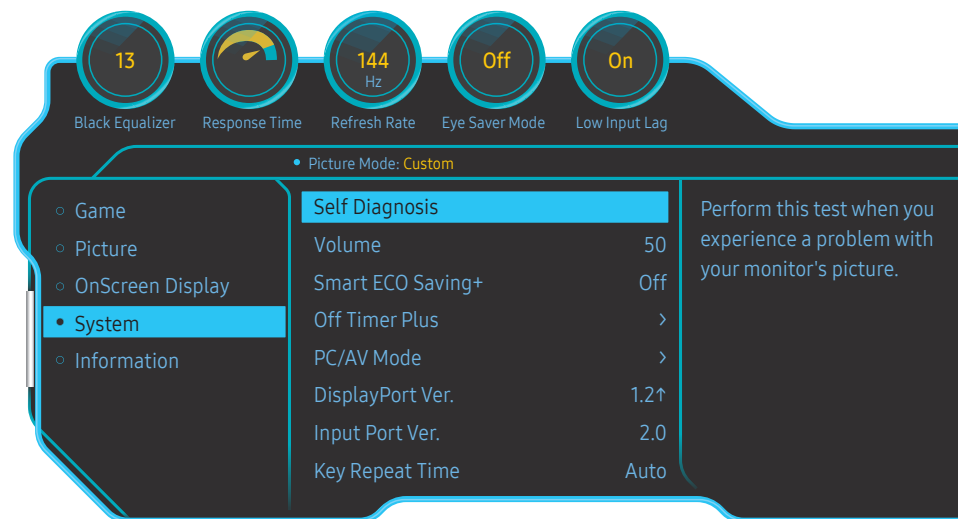 13
144
Hz
Off
On
Black Equalizer
Response Time
Refresh Rate
Eye Saver Mode
Low Input Lag
Picture Mode: Custom
Game
Picture
OnScreen Display
System
Information
Self Diagnosis
Volume 50
Smart ECO Saving+ Off
Off Timer Plus >
PC/AV Mode >
DisplayPort Ver. 1.2↑
Input Port Ver. 2.0
Key Repeat Time Auto
Perform this test when you
experience a problem with
your monitor's picture.